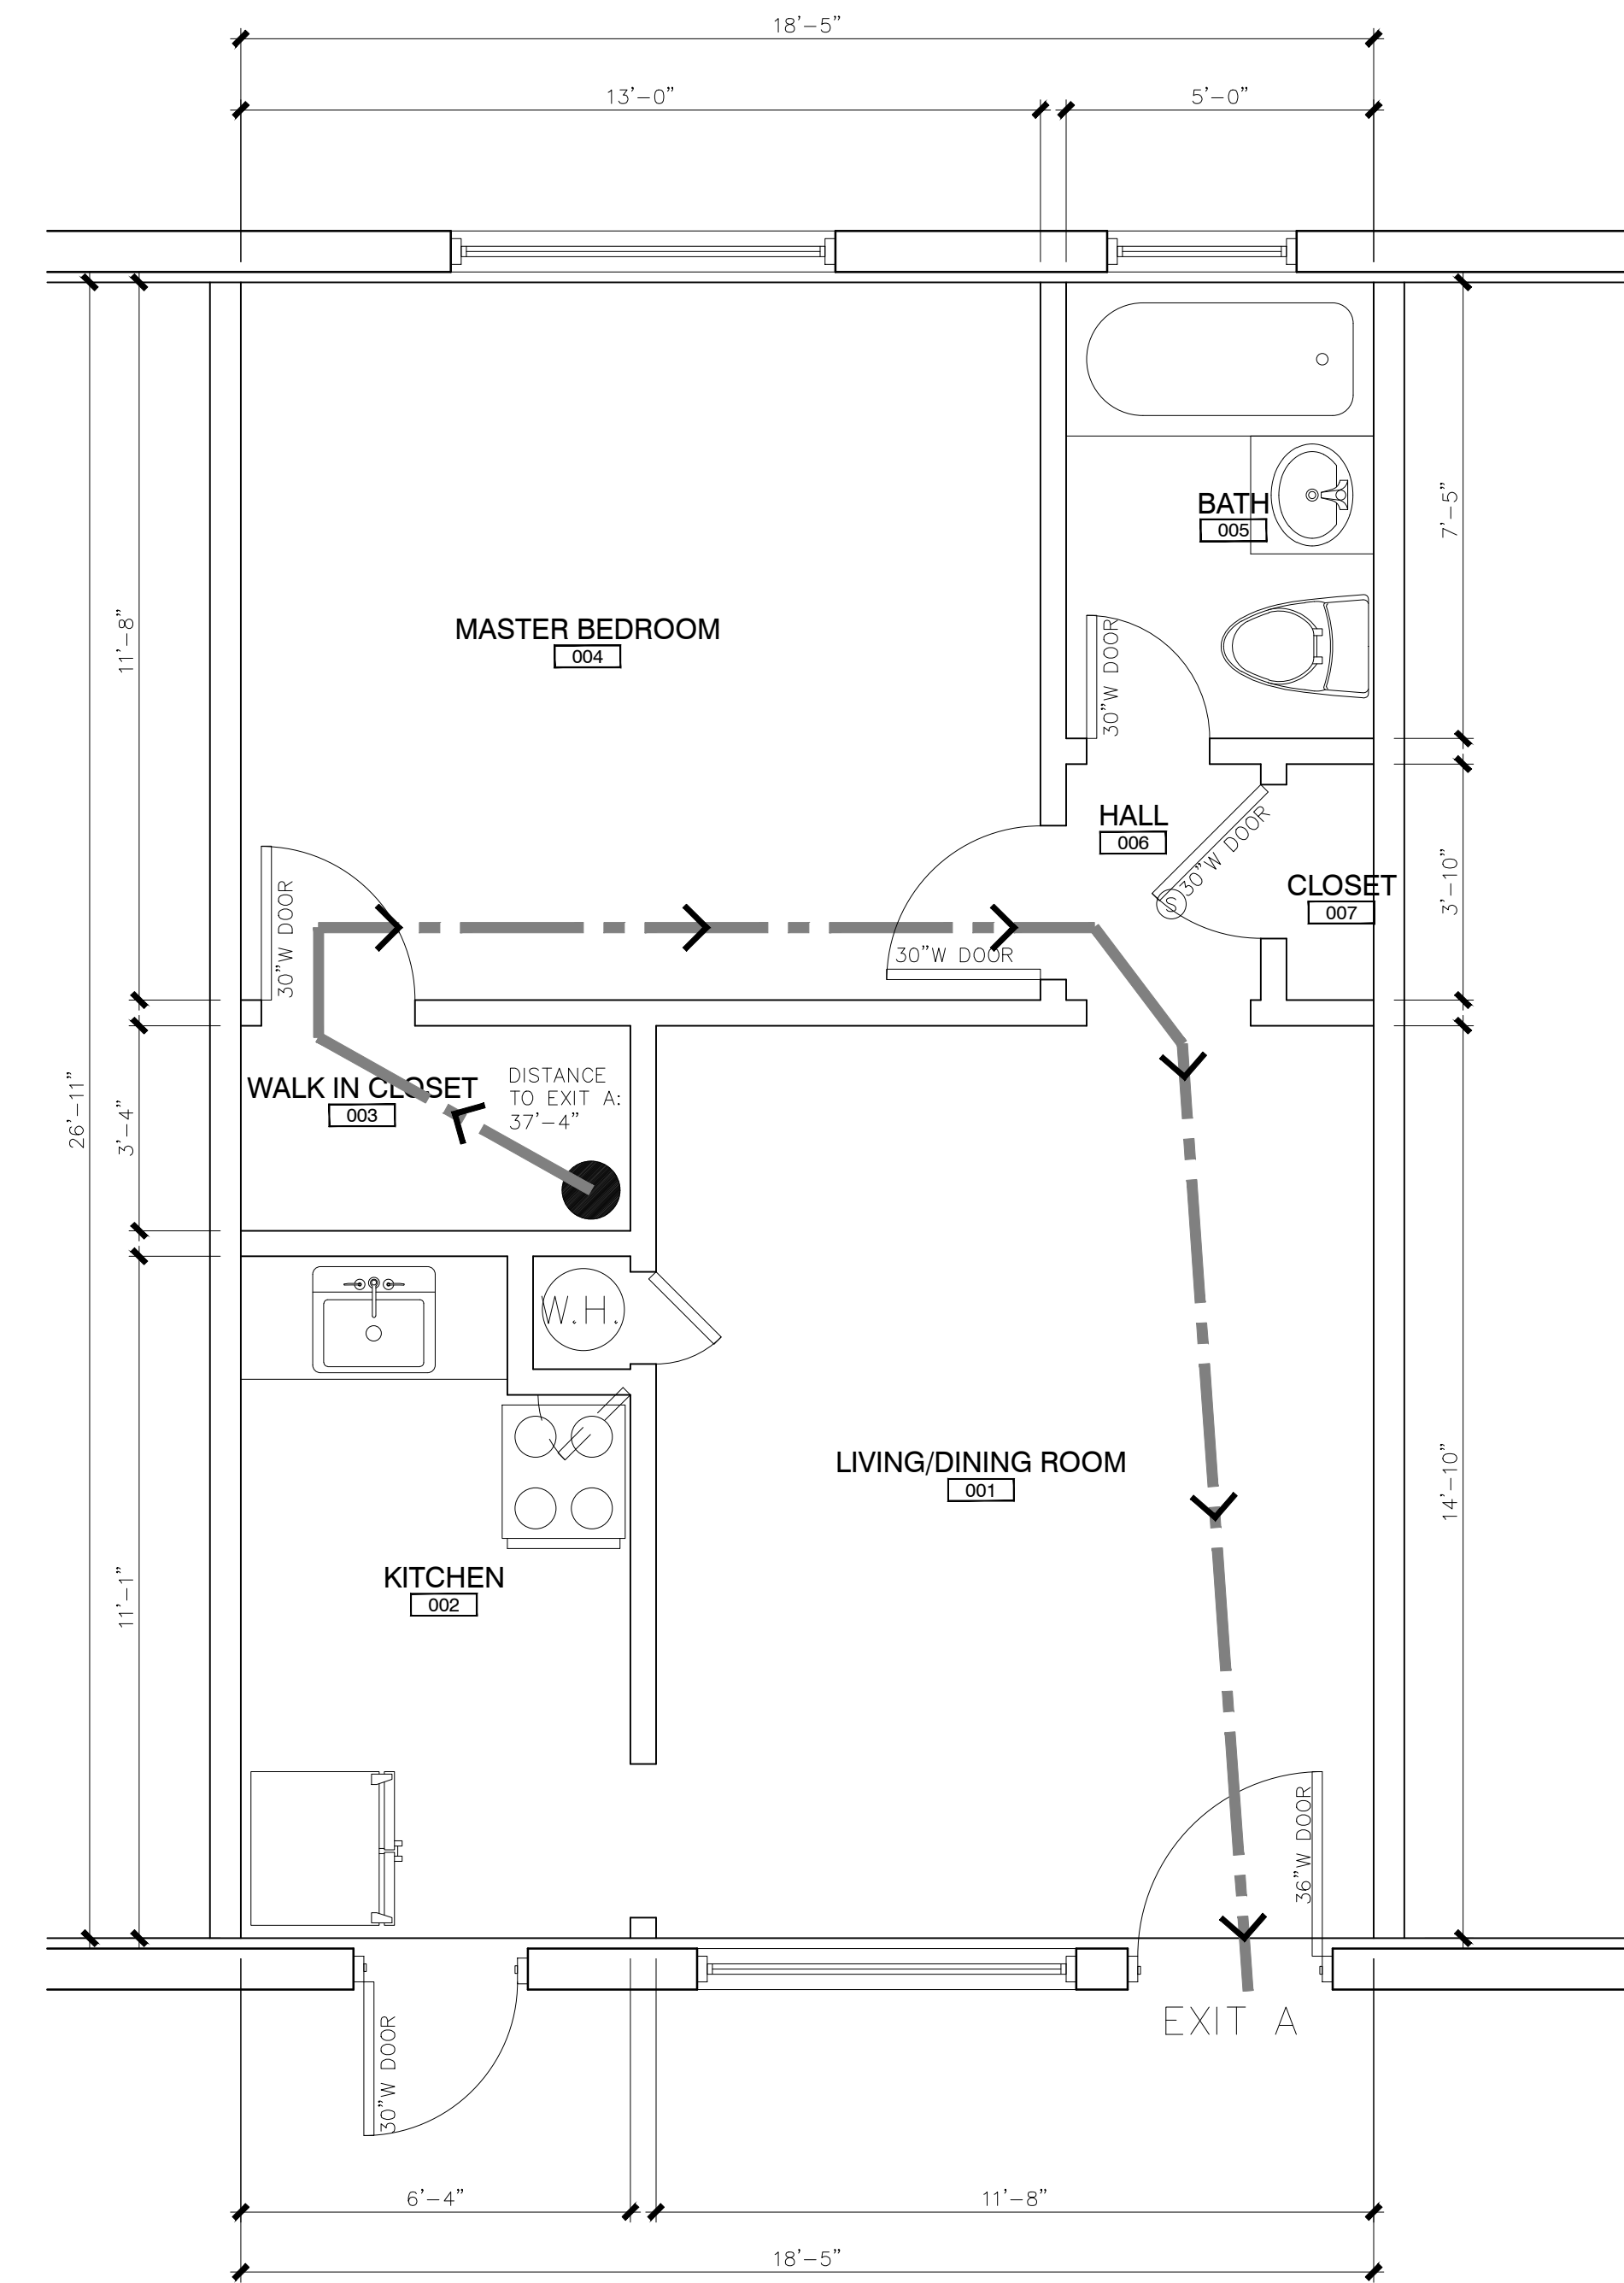 18’-5”
13’-0”
5’-0”
7’-5”
BATH
005
11’-8”
MASTER BEDROOM
004
30”W DOOR
HALL
006
30”W DOOR
CLOSET
007
3’-10”
S
30”W DOOR
30”W DOOR
26’-11”
3’-4”
WALK IN CLOSET
003
DISTANCE
TO EXIT A:
37’-4”
W.H.
LIVING/DINING ROOM
001
14’-10”
KITCHEN
002
11’-1”
36”W DOOR
EXIT A
30”W DOOR
6’-4”
11’-8”
18’-5”